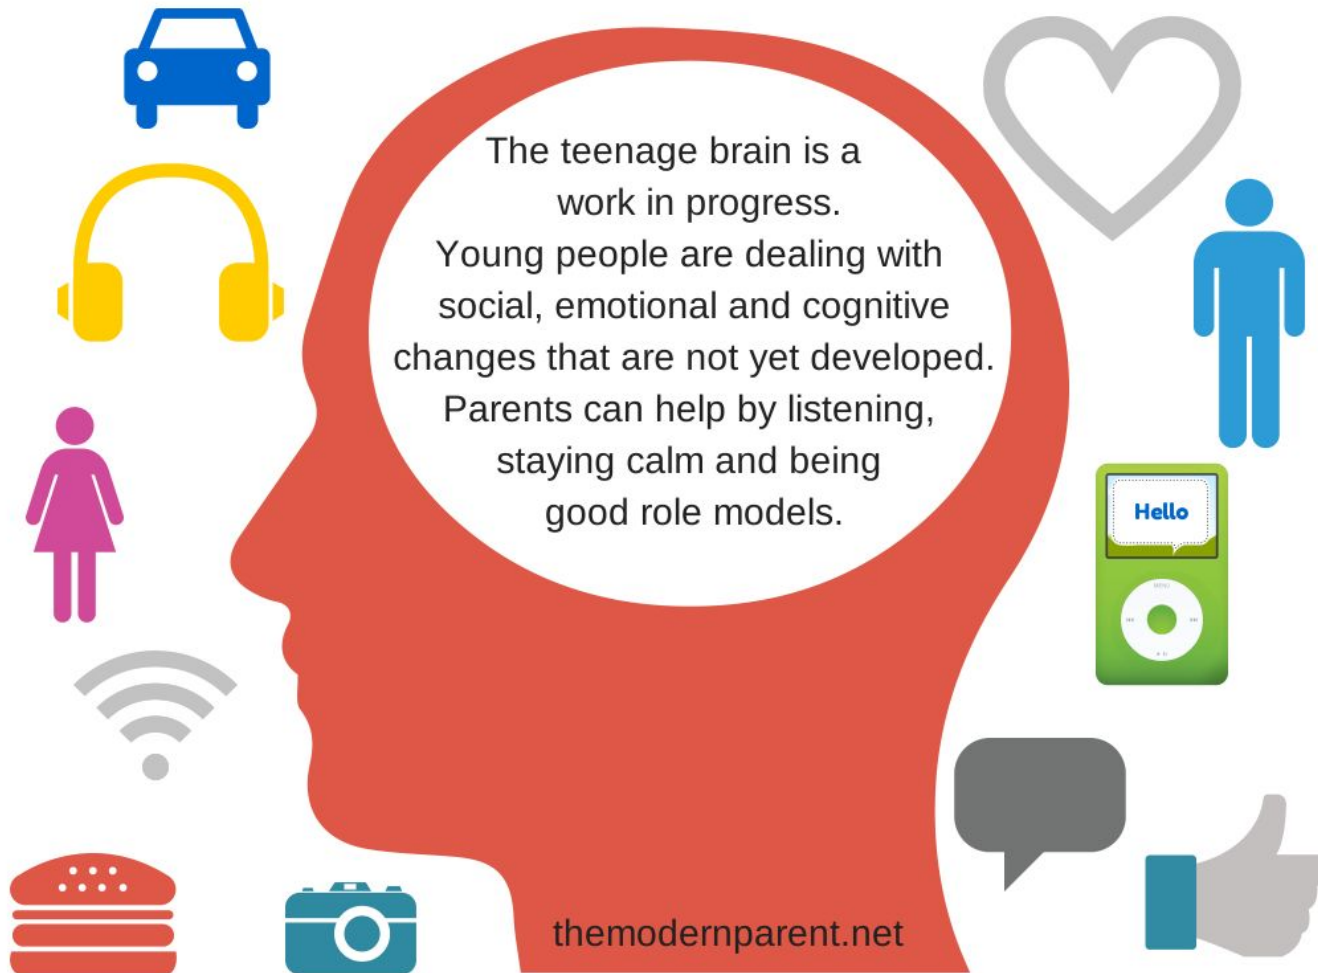 The teenage brain is a
work in progress.
Young people are dealing with
social, emotional and cognitive
changes that are not yet developed.
Parents can help by listening,
staying calm and being
good role models.
Hello
MENU
themodernparent.net